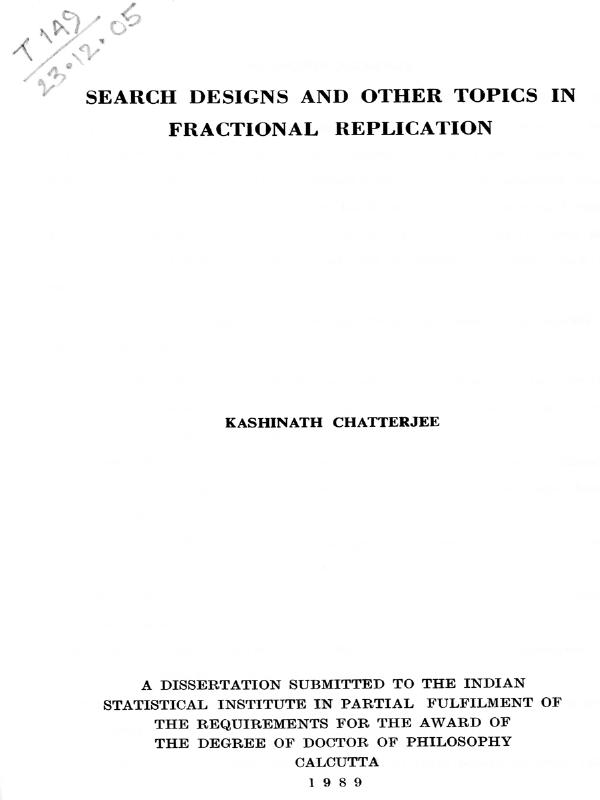 T 149
23.12.05
SEARCH DESIGNS AND OTHER TOPICS IN
FRACTIONAL REPLICATION
KASHINATH CHATTERJEE
A DISSERTATION SUBMITTED TO THE INDIAN
STATISTICAL INSTITUTE IN PARTIAL FULFILMENT OF
THE REQUIREMENTS FOR THE AWARD OF
THE DEGREE OF DOCTOR OF PHILOSOPHY
CALCUTTA
1989